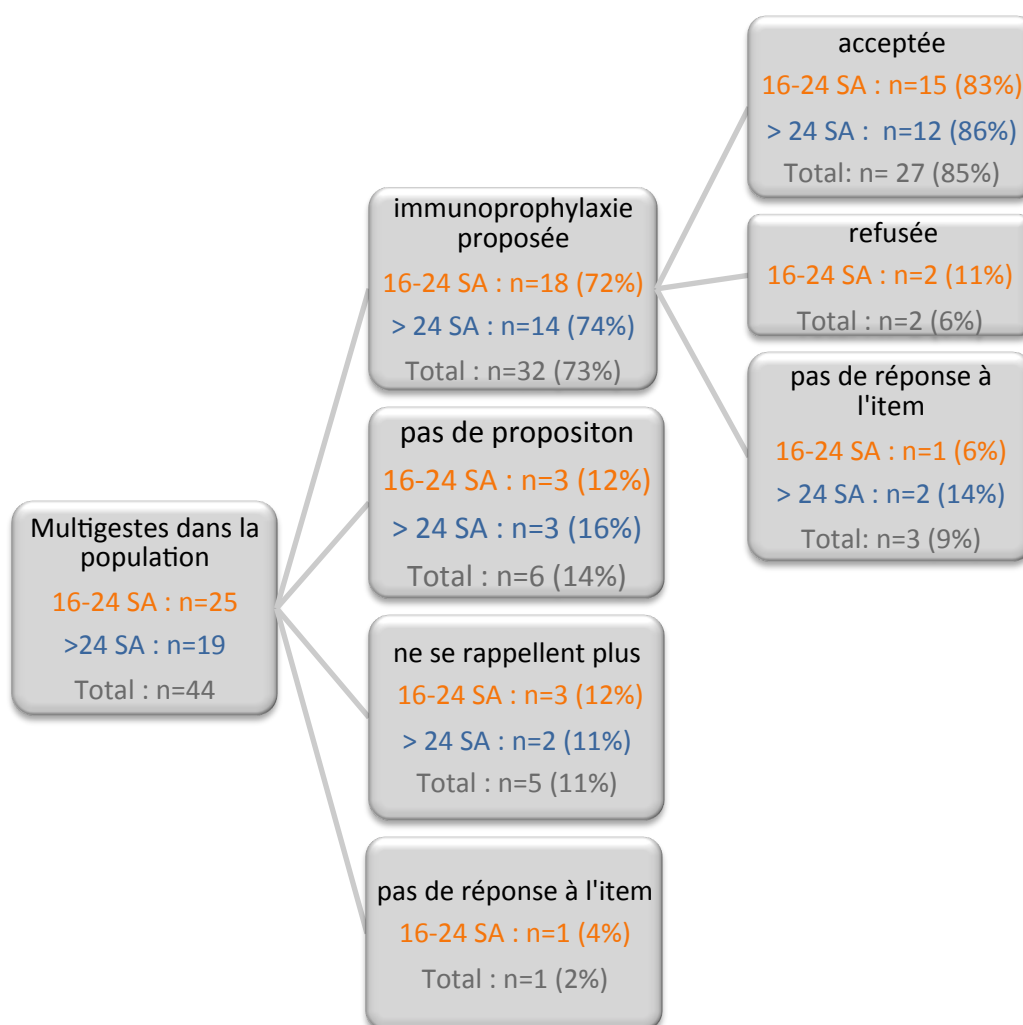 Multigestes dans la
population
16-24 SA : n=25
>24 SA : n=19
Total : n=44
immunoprophylaxie
proposée
16-24 SA : n=18 (72%)
> 24 SA : n=14 (74%)
Total : n=32 (73%)
acceptée
16-24 SA : n=15 (83%)
> 24 SA :  n=12 (86%)
Total: n= 27 (85%)
refusée
16-24 SA : n=2 (11%)
Total : n=2 (6%)
pas de réponse à
l'item
16-24 SA : n=1 (6%)
> 24 SA : n=2 (14%)
Total: n=3 (9%)
pas de propositon
16-24 SA : n=3 (12%)
> 24 SA : n=3 (16%)
Total : n=6 (14%)
ne se rappellent plus
16-24 SA : n=3 (12%)
> 24 SA : n=2 (11%)
Total : n=5 (11%)
pas de réponse à l'item
16-24 SA : n=1 (4%)
Total : n=1 (2%)